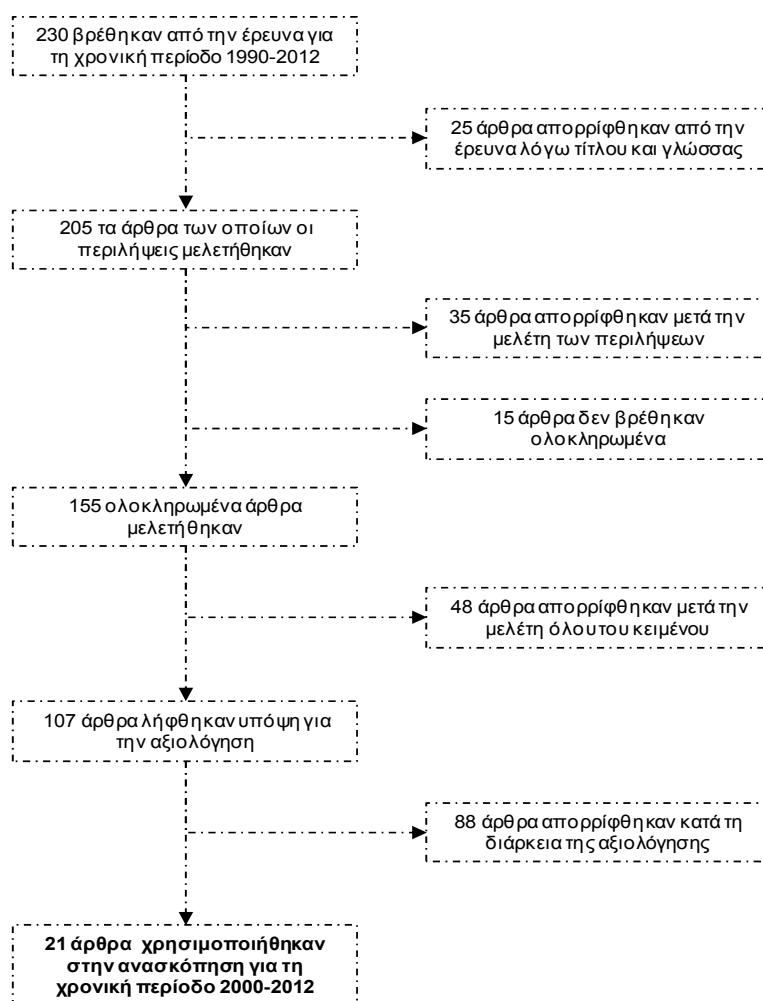 230 βρέθηκαν από την έρευνα για
τη χρονική περίοδο 1990-2012
25 άρθρα απορρίφθηκαν από την
έρευνα λόγω τίτλου και γλώσσας
205 τα άρθρα των οποίων οι
περιλήψεις μελετήθηκαν
35 άρθρα απορρίφθηκαν μετά την
μελέτη των περιλήψεων
15 άρθρα δεν βρέθηκαν
ολοκληρωμένα
155 ολοκληρωμένα άρθρα
μελετήθηκαν
48 άρθρα απορρίφθηκαν μετά την
μελέτη όλου του κειμένου
107 άρθρα λήφθηκαν υπόψη για
την αξιολόγηση
88 άρθρα απορρίφθηκαν κατά τη
διάρκεια της αξιολόγησης
21 άρθρα χρησιμοποιήθηκαν
στην ανασκόπηση για τη
χρονική περίοδο 2000-2012